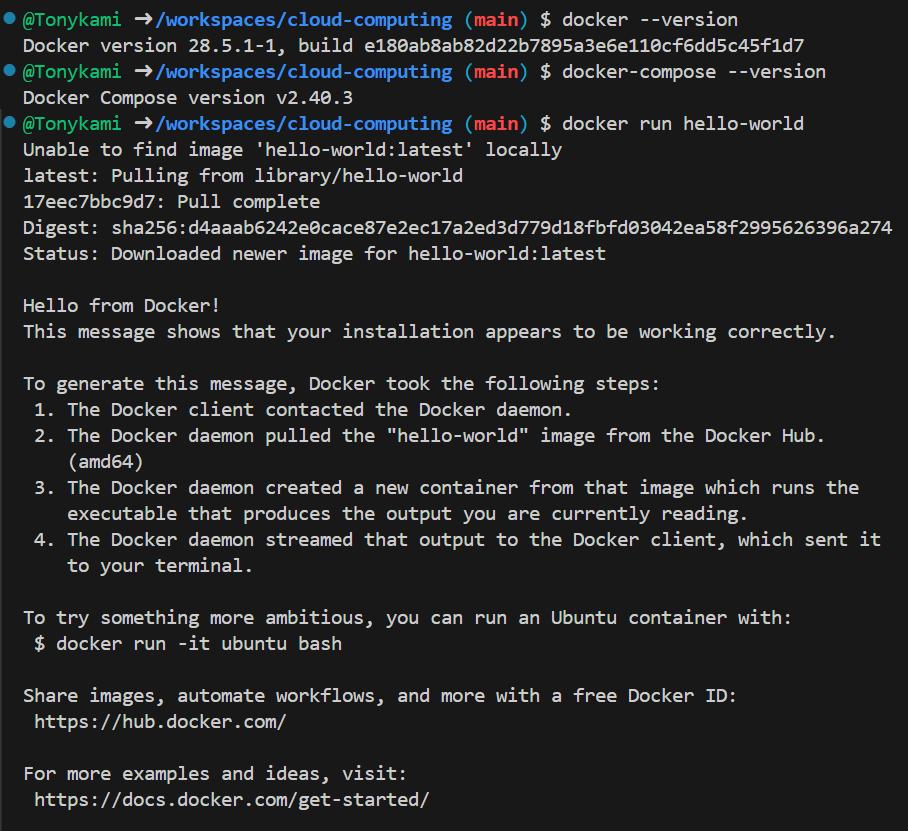 @Tonykami ➜/workspaces/cloud-computing (main) $ docker --version
Docker version 28.5.1-1, build e180ab8ab82d22b7895a3e6e110cf6dd5c45f1d7
@Tonykami ➜/workspaces/cloud-computing (main) $ docker-compose --version
Docker Compose version v2.40.3
@Tonykami ➜/workspaces/cloud-computing (main) $ docker run hello-world
Unable to find image 'hello-world:latest' locally
latest: Pulling from library/hello-world
17eec7bbc9d7: Pull complete
Digest: sha256:d4aaab6242e0cace87e2ec17a2ed3d779d18fbfd03042ea58f2995626396a274
Status: Downloaded newer image for hello-world:latest

Hello from Docker!
This message shows that your installation appears to be working correctly.

To generate this message, Docker took the following steps:
 1. The Docker client contacted the Docker daemon.
 2. The Docker daemon pulled the "hello-world" image from the Docker Hub.
    (amd64)
 3. The Docker daemon created a new container from that image which runs the
    executable that produces the output you are currently reading.
 4. The Docker daemon streamed that output to the Docker client, which sent it
    to your terminal.

To try something more ambitious, you can run an Ubuntu container with:
 $ docker run -it ubuntu bash

Share images, automate workflows, and more with a free Docker ID:
 https://hub.docker.com/

For more examples and ideas, visit:
 https://docs.docker.com/get-started/